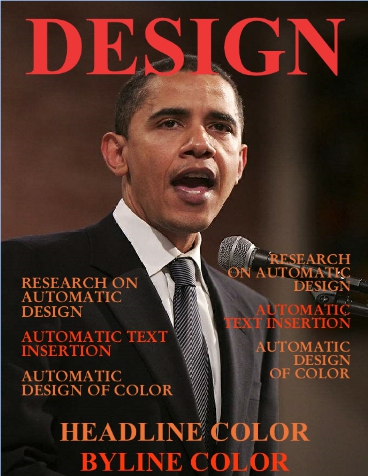 DESIGN
RESEARCH ON
AUTOMATIC
DESIGN
AUTOMATIC TEXT
INSERTION
AUTOMATIC
DESIGN OF COLOR
RESEARCH
ON AUTOMATIC
DESIGN
AUTOMATIC
TEXT INSERTION
AUTOMATIC
DESIGN
OF COLOR
HEADLINE COLOR
BYLINE COLOR